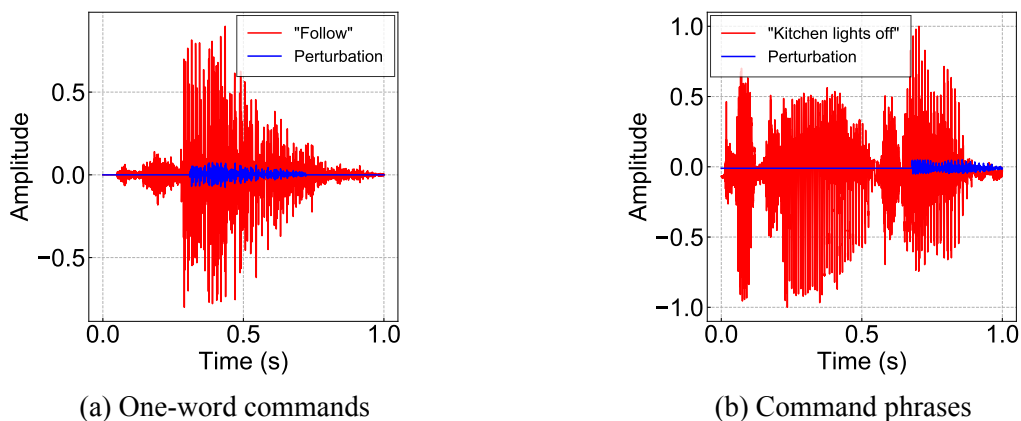 "Follow"
Perturbation
0.5
0.0
−0.5
Amplitude
0.0 0.5 1.0
Time (s)
(a) One-word commands
"Kitchen lights off"
Perturbation
1.0
0.5
0.0
−0.5
−1.0
Amplitude
0.0 0.5 1.0
Time (s)
(b) Command phrases